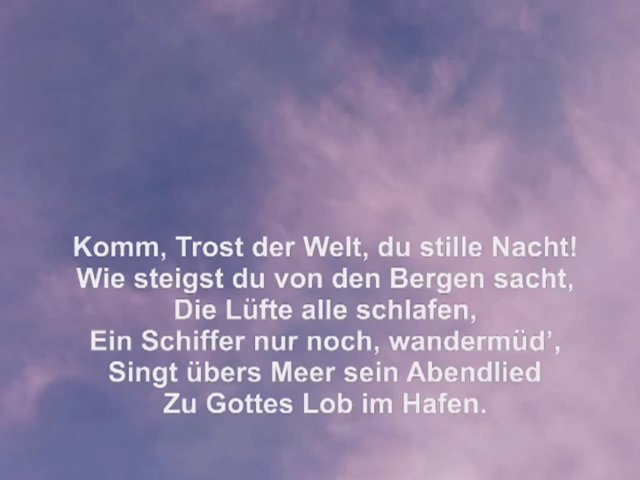 Komm, Trost der Welt, du stille Nacht!
Wie steigst du von den Bergen sacht,
Die Lüfte alle schlafen,
Ein Schiffer nur noch, wandermüd’,
Singt übers Meer sein Abendlied
Zu Gottes Lob im Hafen.